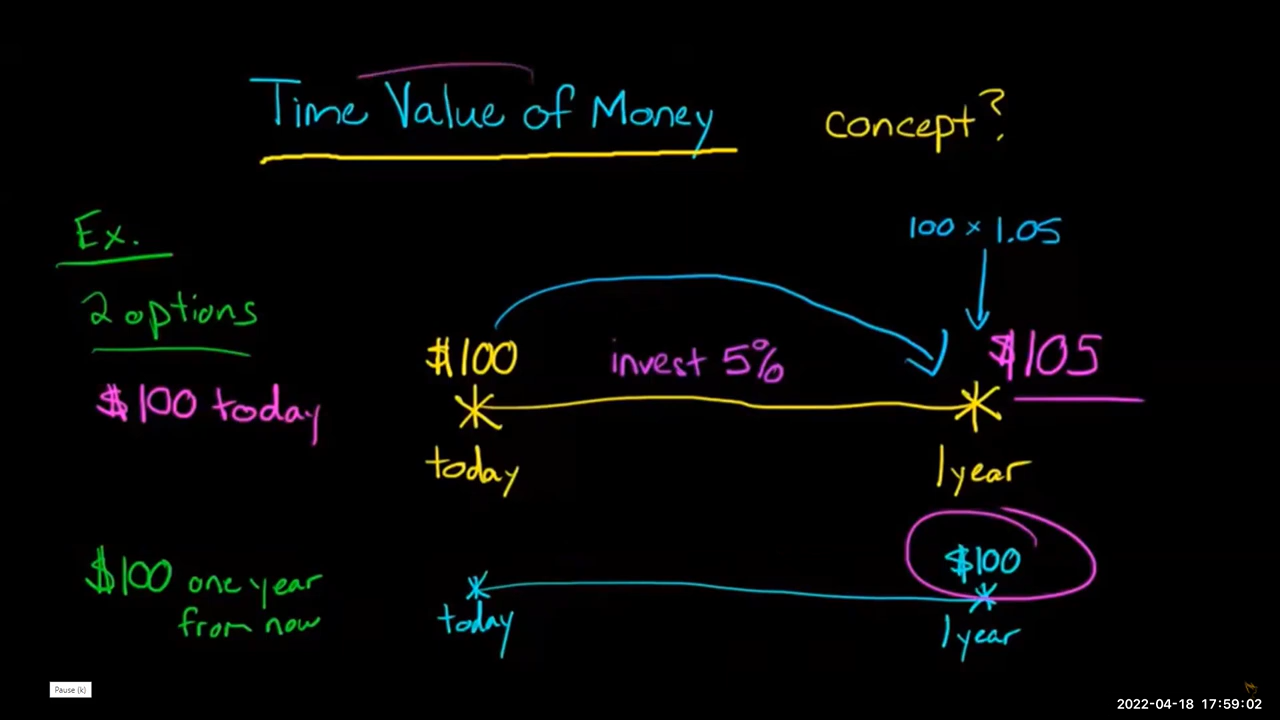 Time Value of Money concept?
Ex.
100 × 1.05
2 options
$100 invest 5% $105
$100 today
today 1 year
$100
$100 one year
from now
today 1 year
Pause (k)
2022-04-18 17:59:02